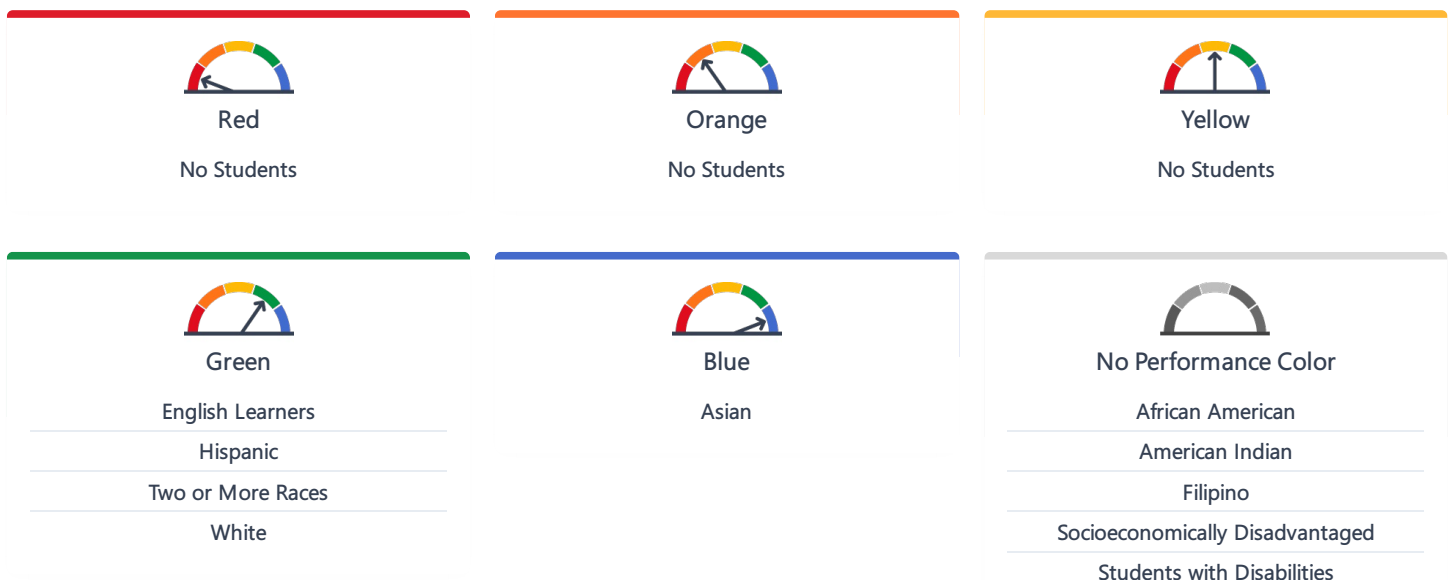 Red
No Students
Orange
No Students
Yellow
No Students
Green
English Learners
Hispanic
Two or More Races
White
Blue
Asian
No Performance Color
African American
American Indian
Filipino
Socioeconomically Disadvantaged
Students with Disabilities